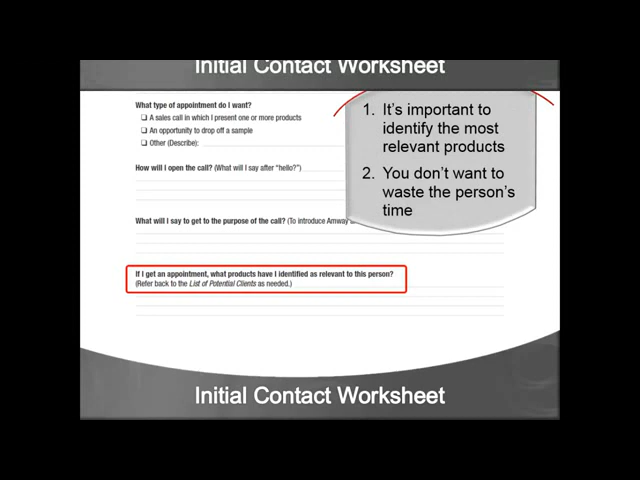 Initial Contact Worksheet
What type of appointment do I want?
A sales call in which I present one or more products
An opportunity to drop off a sample
Other (Describe):
How will I open the call? (What will I say after “hello?”)
What will I say to get to the purpose of the call? (To introduce Amway
If I get an appointment, what products have I identified as relevant to this person?
(Refer back to the List of Potential Clients as needed.)
1. It's important to
identify the most
relevant products
2. You don't want to
waste the person's
time
Initial Contact Worksheet